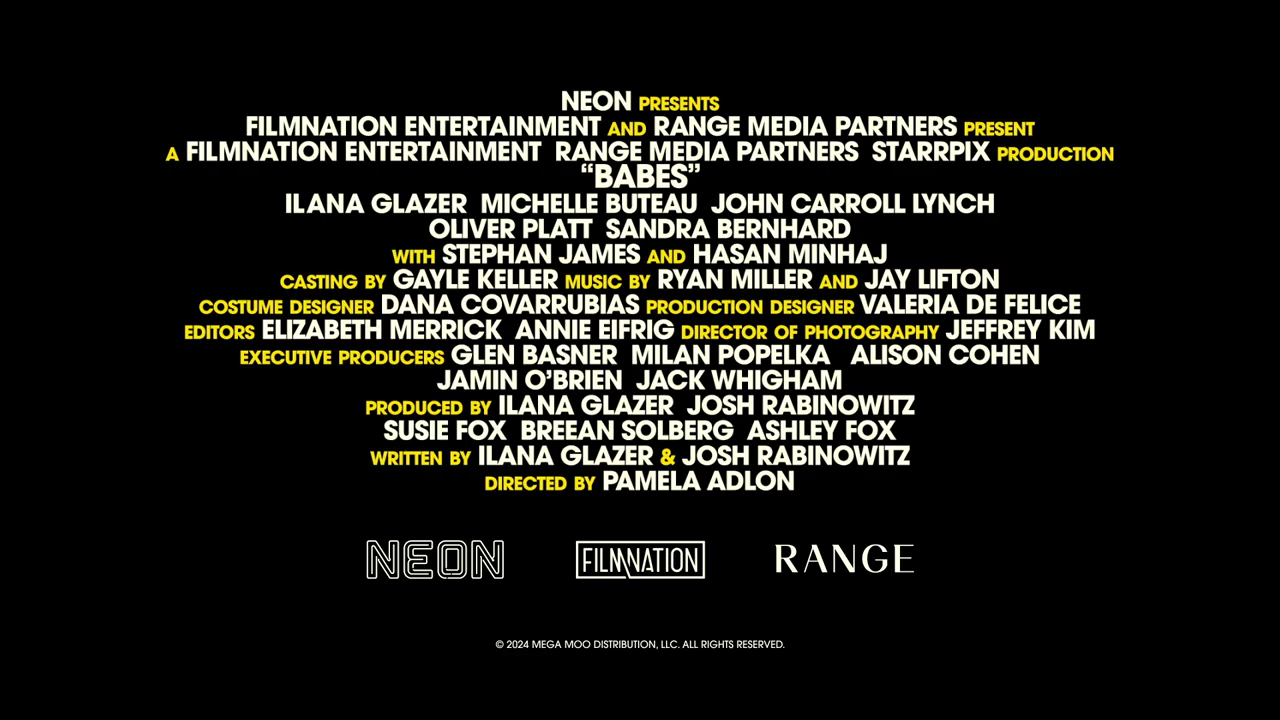 NEON PRESENTS
FILMNATION ENTERTAINMENT AND RANGE MEDIA PARTNERS PRESENT
A FILMNATION ENTERTAINMENT RANGE MEDIA PARTNERS STARRPIX PRODUCTION
“BABES”
ILANA GLAZER MICHELLE BUTEAU JOHN CARROLL LYNCH
OLIVER PLATT SANDRA BERNHARD
WITH STEPHAN JAMES AND HASAN MINHAJ
CASTING BY GAYLE KELLER MUSIC BY RYAN MILLER AND JAY LIFTON
COSTUME DESIGNER DANA COVARRUBIAS PRODUCTION DESIGNER VALERIA DE FELICE
EDITORS ELIZABETH MERRICK ANNIE EIFRIG DIRECTOR OF PHOTOGRAPHY JEFFREY KIM
EXECUTIVE PRODUCERS GLEN BASNER MILAN POPELKA ALISON COHEN
JAMIN O’BRIEN JACK WHIGHAM
PRODUCED BY ILANA GLAZER JOSH RABINOWITZ
SUSIE FOX BREEAN SOLBERG ASHLEY FOX
WRITTEN BY ILANA GLAZER & JOSH RABINOWITZ
DIRECTED BY PAMELA ADLON
NEON FILMNATION RANGE
© 2024 MEGA MOO DISTRIBUTION, LLC. ALL RIGHTS RESERVED.